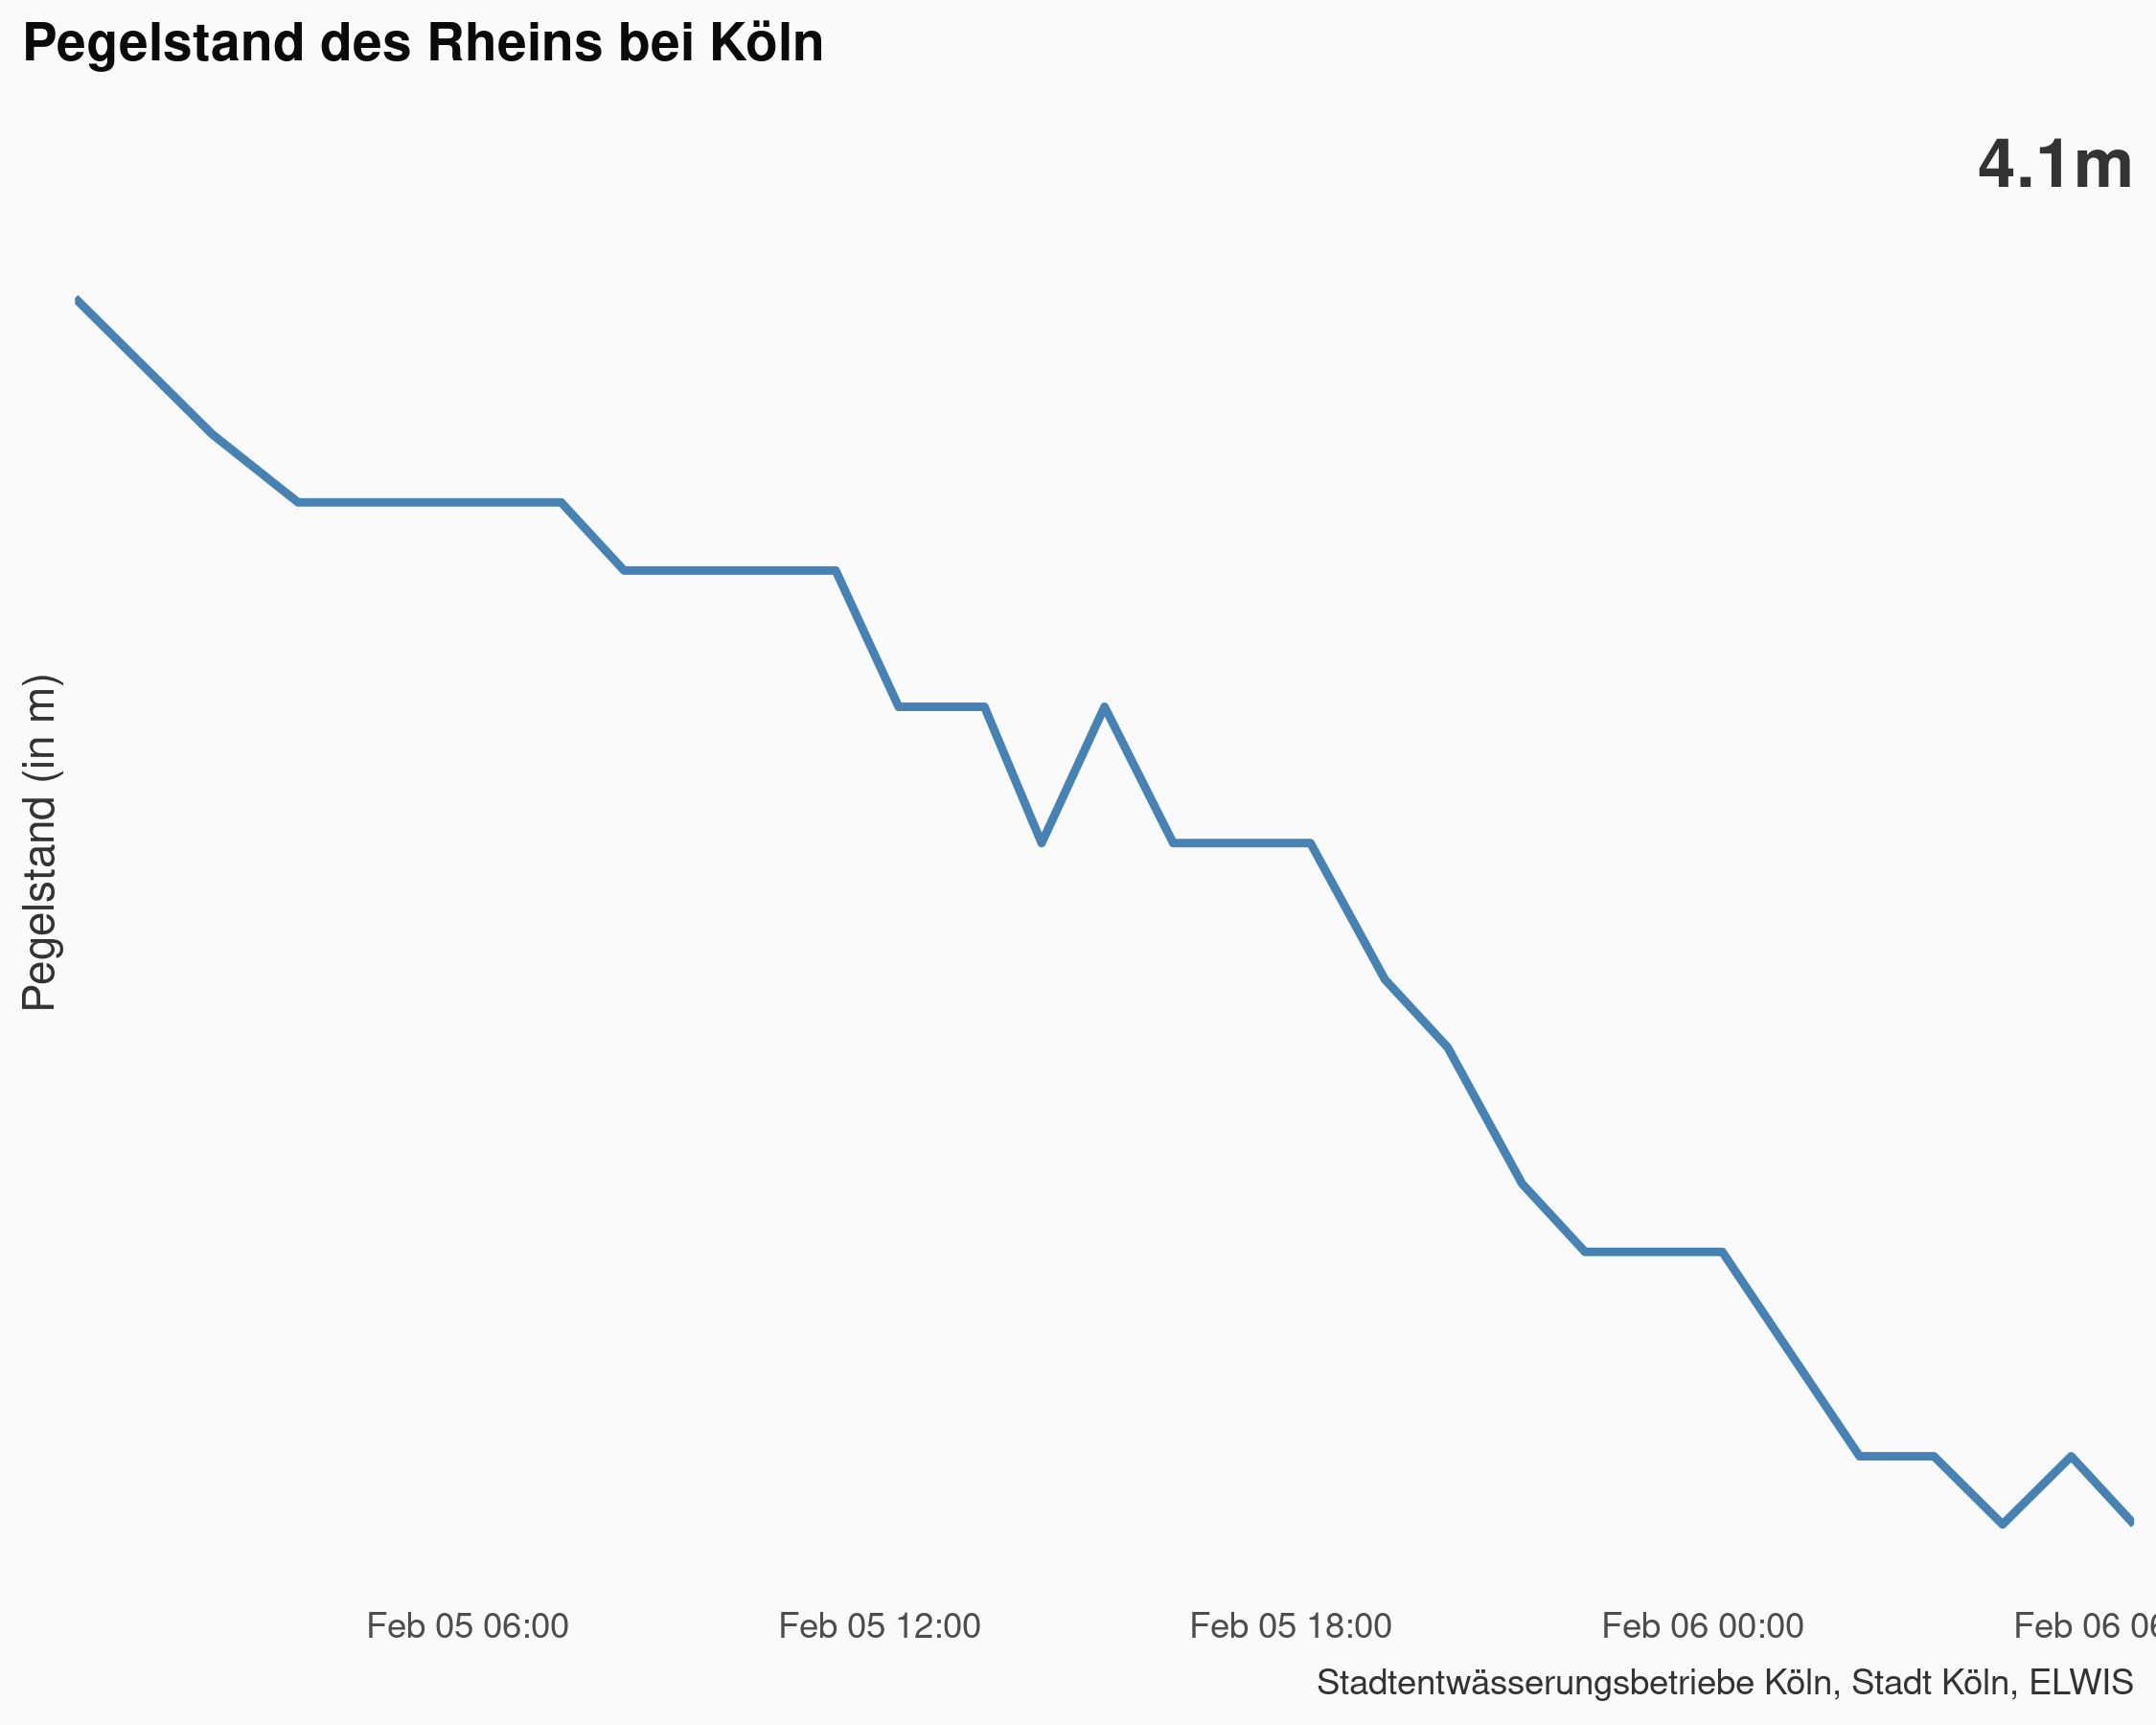 Pegelstand des Rheins bei Köln
4.1m
Pegelstand (in m)
Feb 05 06:00 Feb 05 12:00 Feb 05 18:00 Feb 06 00:00 Feb 06 06
Stadtentwässerungsbetriebe Köln, Stadt Köln, ELWIS